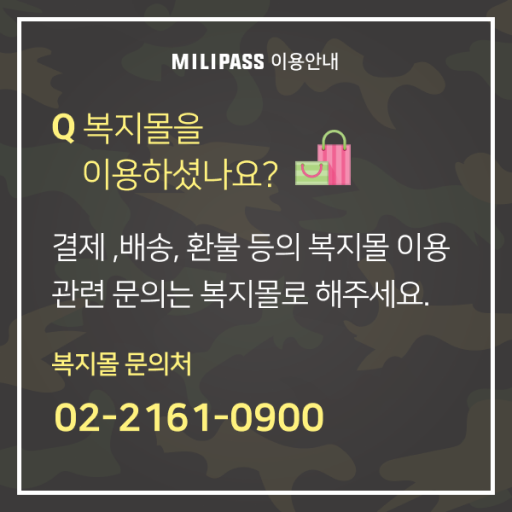 MILIPASS 이용안내
Q 복지몰을
이용하셨나요?
결제 ,배송, 환불 등의 복지몰 이용
관련 문의는 복지몰로 해주세요.
복지몰 문의처
02-2161-0900